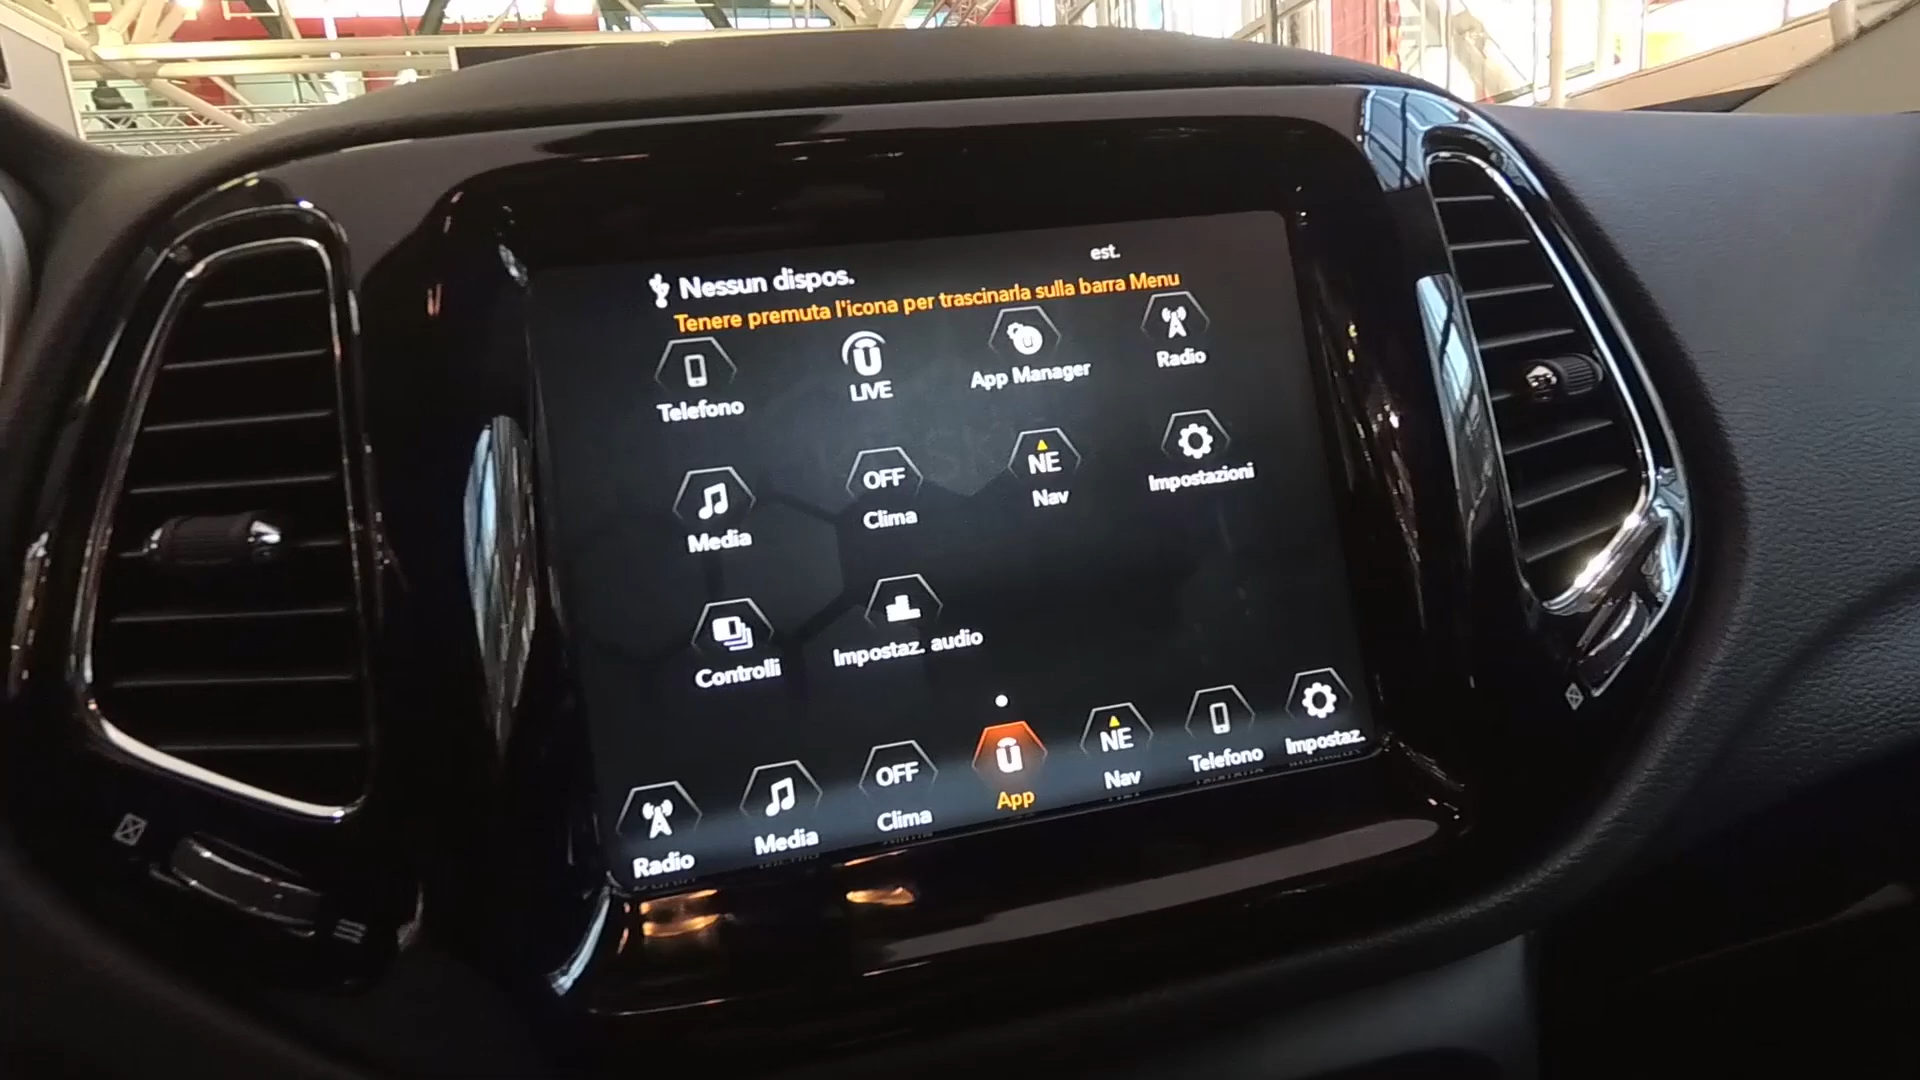 est.
Nessun dispos.
Tenere premuta l'icona per trascinarla sulla barra Menu
Telefono
LIVE
App Manager
Radio
Media
OFF
Clima
NE
Nav
Impostazioni
Controlli
Impostaz. audio
Radio
Media
OFF
Clima
App
NE
Nav
Telefono
Impostaz.